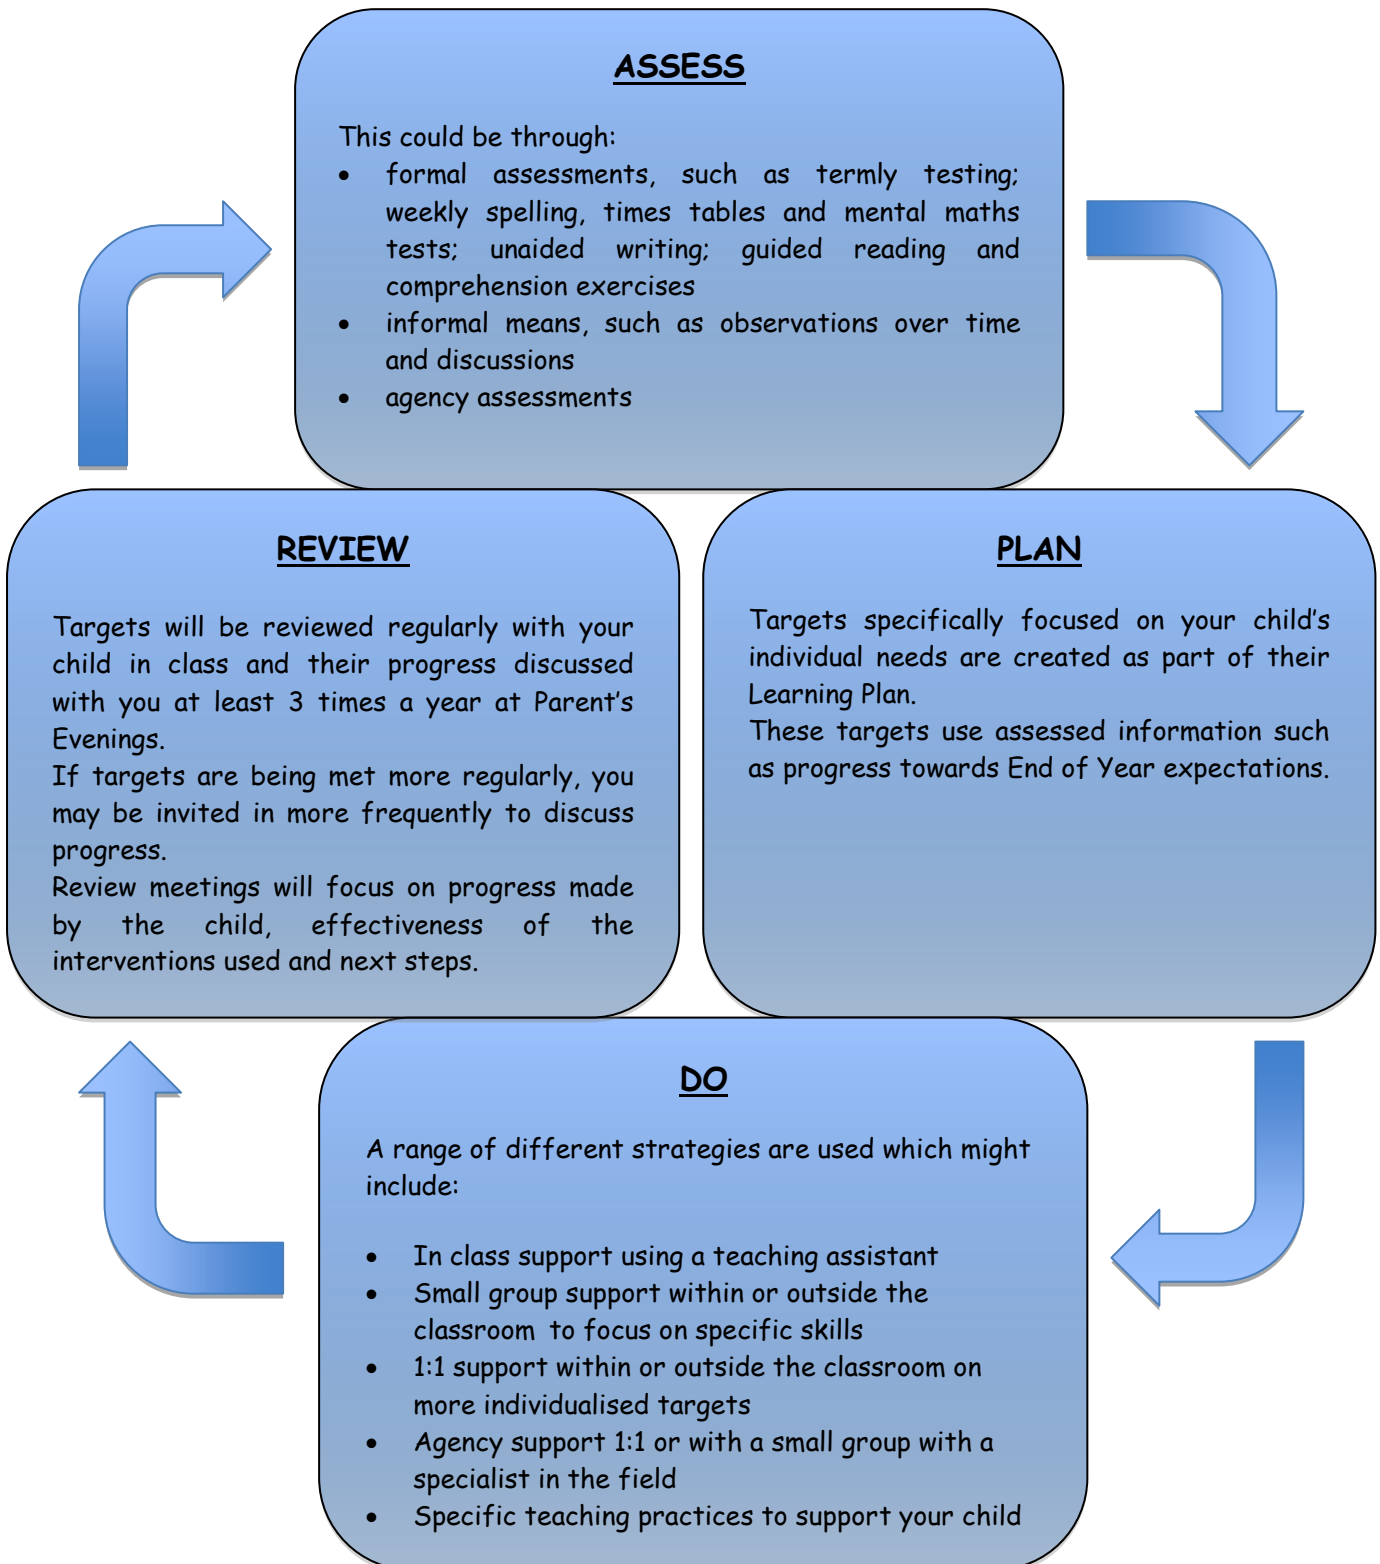 ASSESS
This could be through:
• formal assessments, such as termly testing;
weekly spelling, times tables and mental maths
tests; unaided writing; guided reading and
comprehension exercises
• informal means, such as observations over time
and discussions
• agency assessments
REVIEW
Targets will be reviewed regularly with your
child in class and their progress discussed
with you at least 3 times a year at Parent’s
Evenings.
If targets are being met more regularly, you
may be invited in more frequently to discuss
progress.
Review meetings will focus on progress made
by the child, effectiveness of the
interventions used and next steps.
PLAN
Targets specifically focused on your child’s
individual needs are created as part of their
Learning Plan.
These targets use assessed information such
as progress towards End of Year expectations.
DO
A range of different strategies are used which might
include:
• In class support using a teaching assistant
• Small group support within or outside the
classroom to focus on specific skills
• 1:1 support within or outside the classroom on
more individualised targets
• Agency support 1:1 or with a small group with a
specialist in the field
• Specific teaching practices to support your child